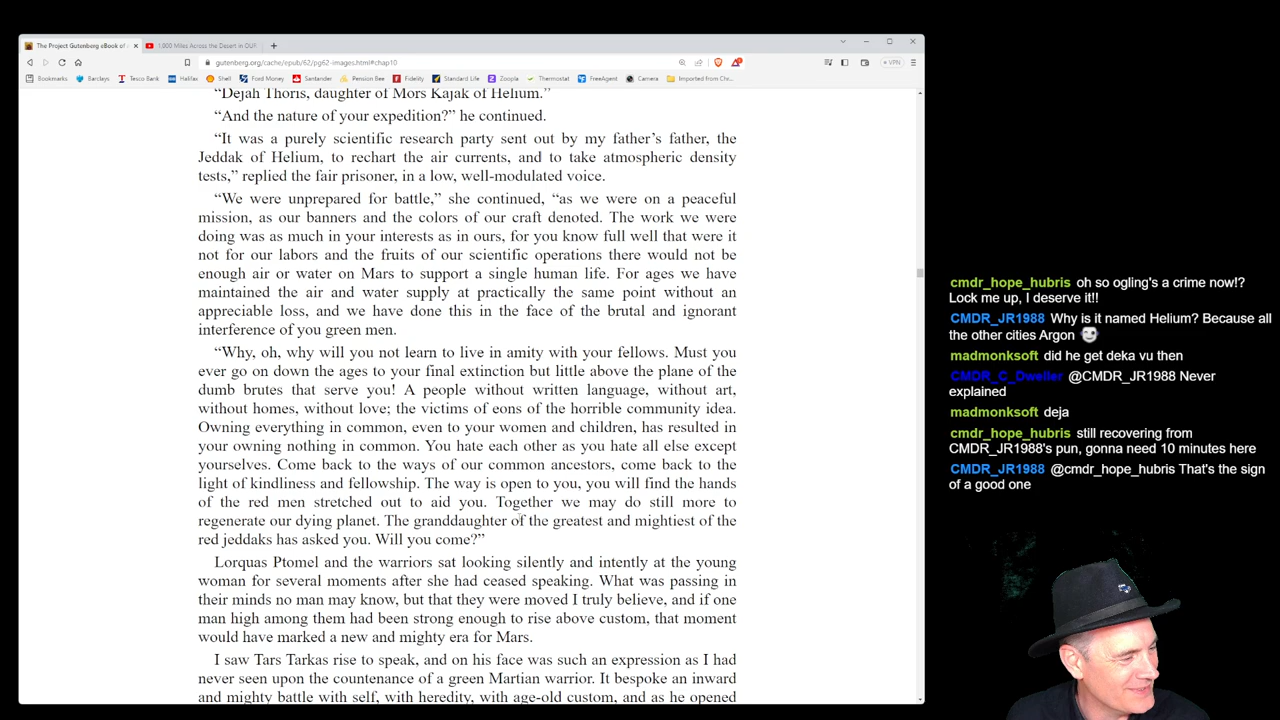 The Project Gutenberg eBook of
1,000 Miles Across the Desert in OUR
gutenberg.org/cache/epub/62/pg62-images.html#chap10
VPN
Bookmarks Barclays Tesco Bank Halifax Shell Ford Money Santander Pension Bee Fidelity Standard Life Zoopla Thermostat FreeAgent Camera Imported from Chr...
“Dejah Thoris, daughter of Mors Kajak of Helium.”
“And the nature of your expedition?” he continued.
“It was a purely scientific research party sent out by my father’s father, the
Jeddak of Helium, to rechart the air currents, and to take atmospheric density
tests,” replied the fair prisoner, in a low, well-modulated voice.
“We were unprepared for battle,” she continued, “as we were on a peaceful
mission, as our banners and the colors of our craft denoted. The work we were
doing was as much in your interests as in ours, for you know full well that were it
not for our labors and the fruits of our scientific operations there would not be
enough air or water on Mars to support a single human life. For ages we have
maintained the air and water supply at practically the same point without an
appreciable loss, and we have done this in the face of the brutal and ignorant
interference of you green men.
“Why, oh, why will you not learn to live in amity with your fellows. Must you
ever go on down the ages to your final extinction but little above the plane of the
dumb brutes that serve you! A people without written language, without art,
without homes, without love; the victims of eons of the horrible community idea.
Owning everything in common, even to your women and children, has resulted in
your owning nothing in common. You hate each other as you hate all else except
yourselves. Come back to the ways of our common ancestors, come back to the
light of kindliness and fellowship. The way is open to you, you will find the hands
of the red men stretched out to aid you. Together we may do still more to
regenerate our dying planet. The granddaughter of the greatest and mightiest of the
red jeddaks has asked you. Will you come?”
Lorquas Ptomel and the warriors sat looking silently and intently at the young
woman for several moments after she had ceased speaking. What was passing in
their minds no man may know, but that they were moved I truly believe, and if one
man high among them had been strong enough to rise above custom, that moment
would have marked a new and mighty era for Mars.
I saw Tars Tarkas rise to speak, and on his face was such an expression as I had
never seen upon the countenance of a green Martian warrior. It bespoke an inward
and mighty battle with self, with heredity, with age-old custom, and as he opened
cmdr_hope_hubris oh so ogling's a crime now!?
Lock me up, I deserve it!!
CMDR_JR1988 Why is it named Helium? Because all
the other cities Argon
madmonksoft did he get deka vu then
CMDR_C_Dweller @CMDR_JR1988 Never
explained
madmonksoft deja
cmdr_hope_hubris still recovering from
CMDR_JR1988's pun, gonna need 10 minutes here
CMDR_JR1988 @cmdr_hope_hubris That's the sign
of a good one